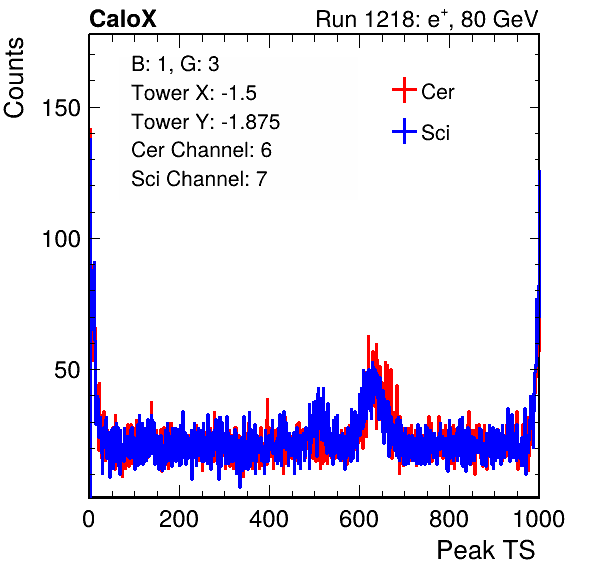 CaloX Run 1218: e⁺, 80 GeV
Counts
B: 1, G: 3
Tower X: -1.5
Tower Y: -1.875
Cer Channel: 6
Sci Channel: 7
Cer
Sci
150
100
50
0 200 400 600 800 1000
Peak TS